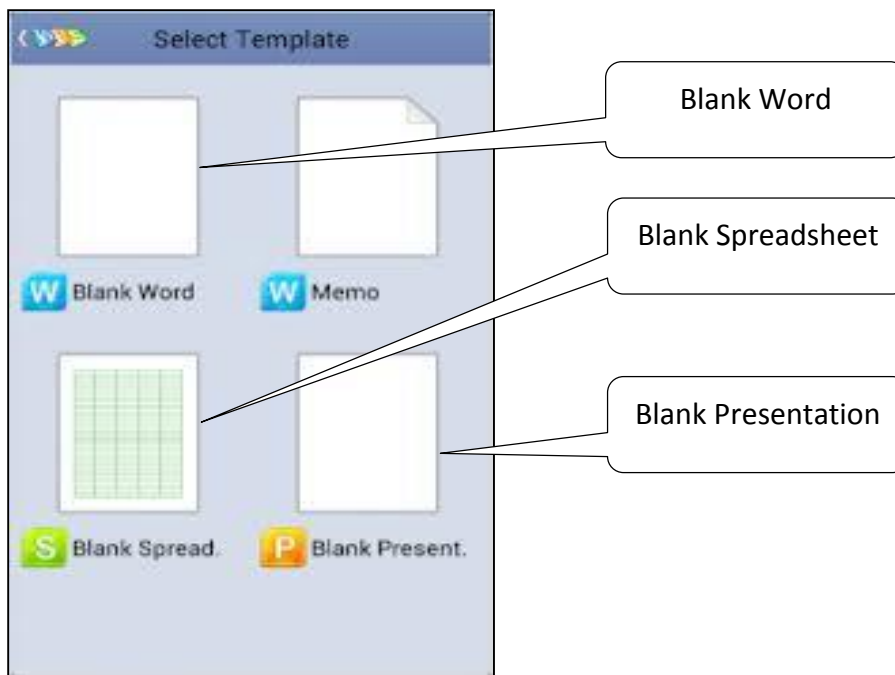 Select Template
Blank Word
W Blank Word
W Memo
Blank Spreadsheet
Blank Presentation
S Blank Spread.
P Blank Present.